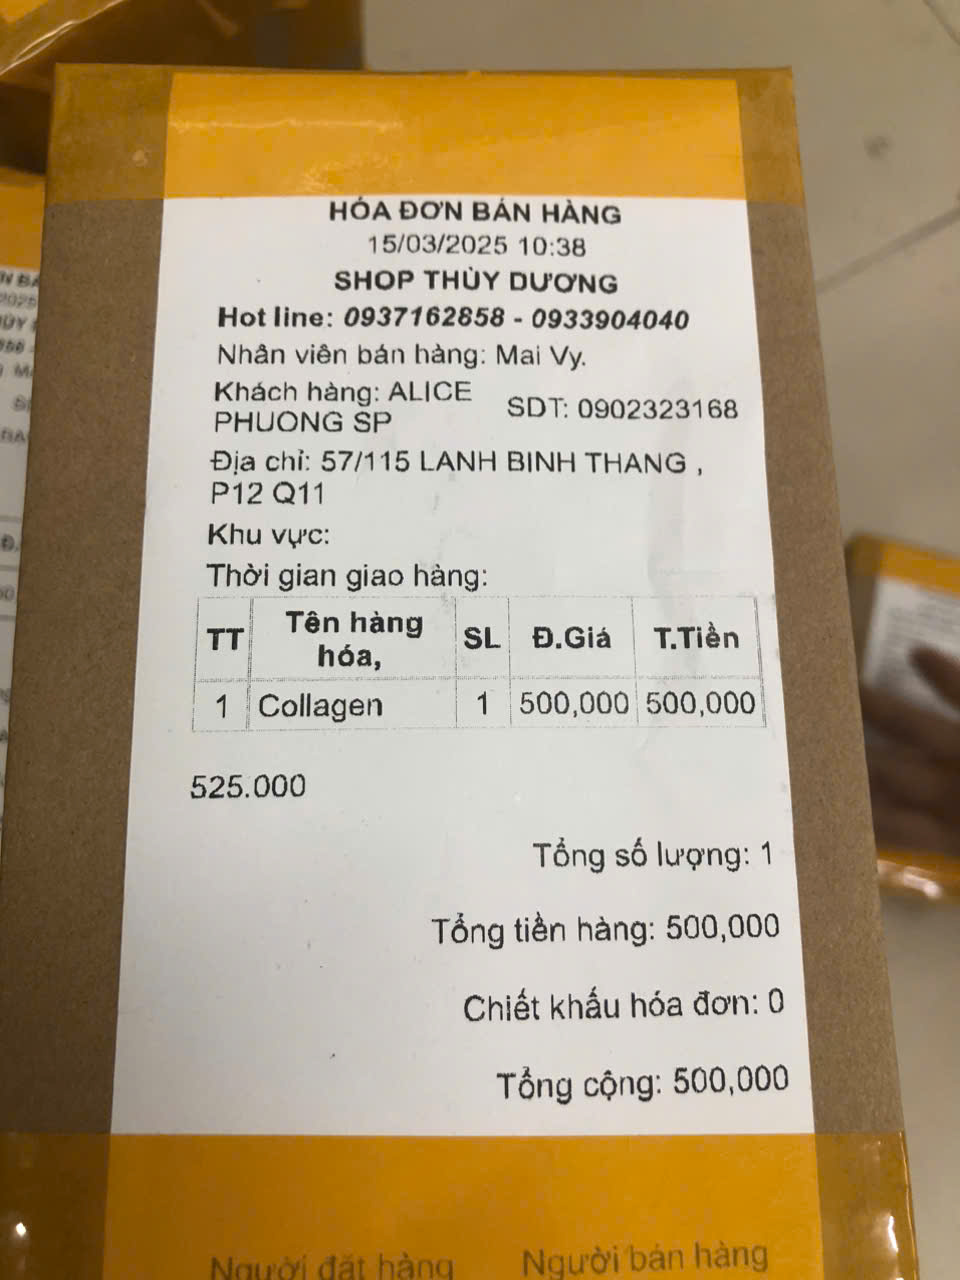 HÓA ĐƠN BÁN HÀNG
15/03/2025 10:38
SHOP THÙY DƯƠNG
Hot line: 0937162858 - 0933904040
Nhân viên bán hàng: Mai Vy.
Khách hàng: ALICE PHUONG SP SDT: 0902323168
Địa chỉ: 57/115 LANH BINH THANG ,
P12 Q11
Khu vực:
Thời gian giao hàng:
TT Tên hàng hóa, SL Đ.Giá T.Tiền
1 Collagen 1 500,000 500,000
525.000
Tổng số lượng: 1
Tổng tiền hàng: 500,000
Chiết khấu hóa đơn: 0
Tổng cộng: 500,000
Người đặt hàng Người bán hàng